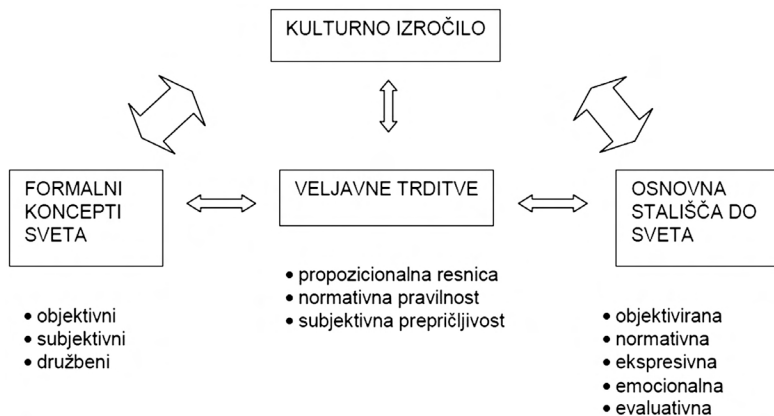 KULTURNO IZROČILO
FORMALNI
KONCEPTI
SVETA
VELJAVNE TRDITVE
OSNOVNA
STALIŠČA DO
SVETA
• propozicionalna resnica
• normativna pravilnost
• subjektivna prepričljivost
• objektivni
• subjektivni
• družbeni
• objektivirana
• normativna
• ekspresivna
• emocionalna
• evaluativna